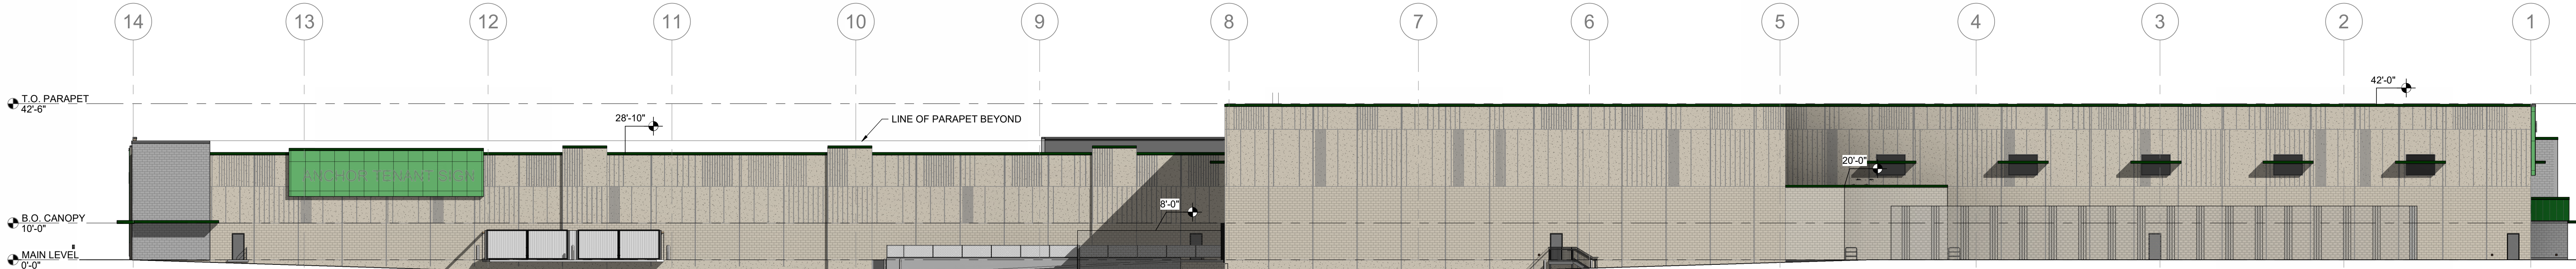 14 13 12 11 10 9 8 7 6 5 4 3 2 1
42'-0"
T.O. PARAPET
42'-6"
28'-10"
LINE OF PARAPET BEYOND
20'-0"
ANCHOR TENANT SIGN
8'-0"
B.O. CANOPY
10'-0"
MAIN LEVEL
0'-0"